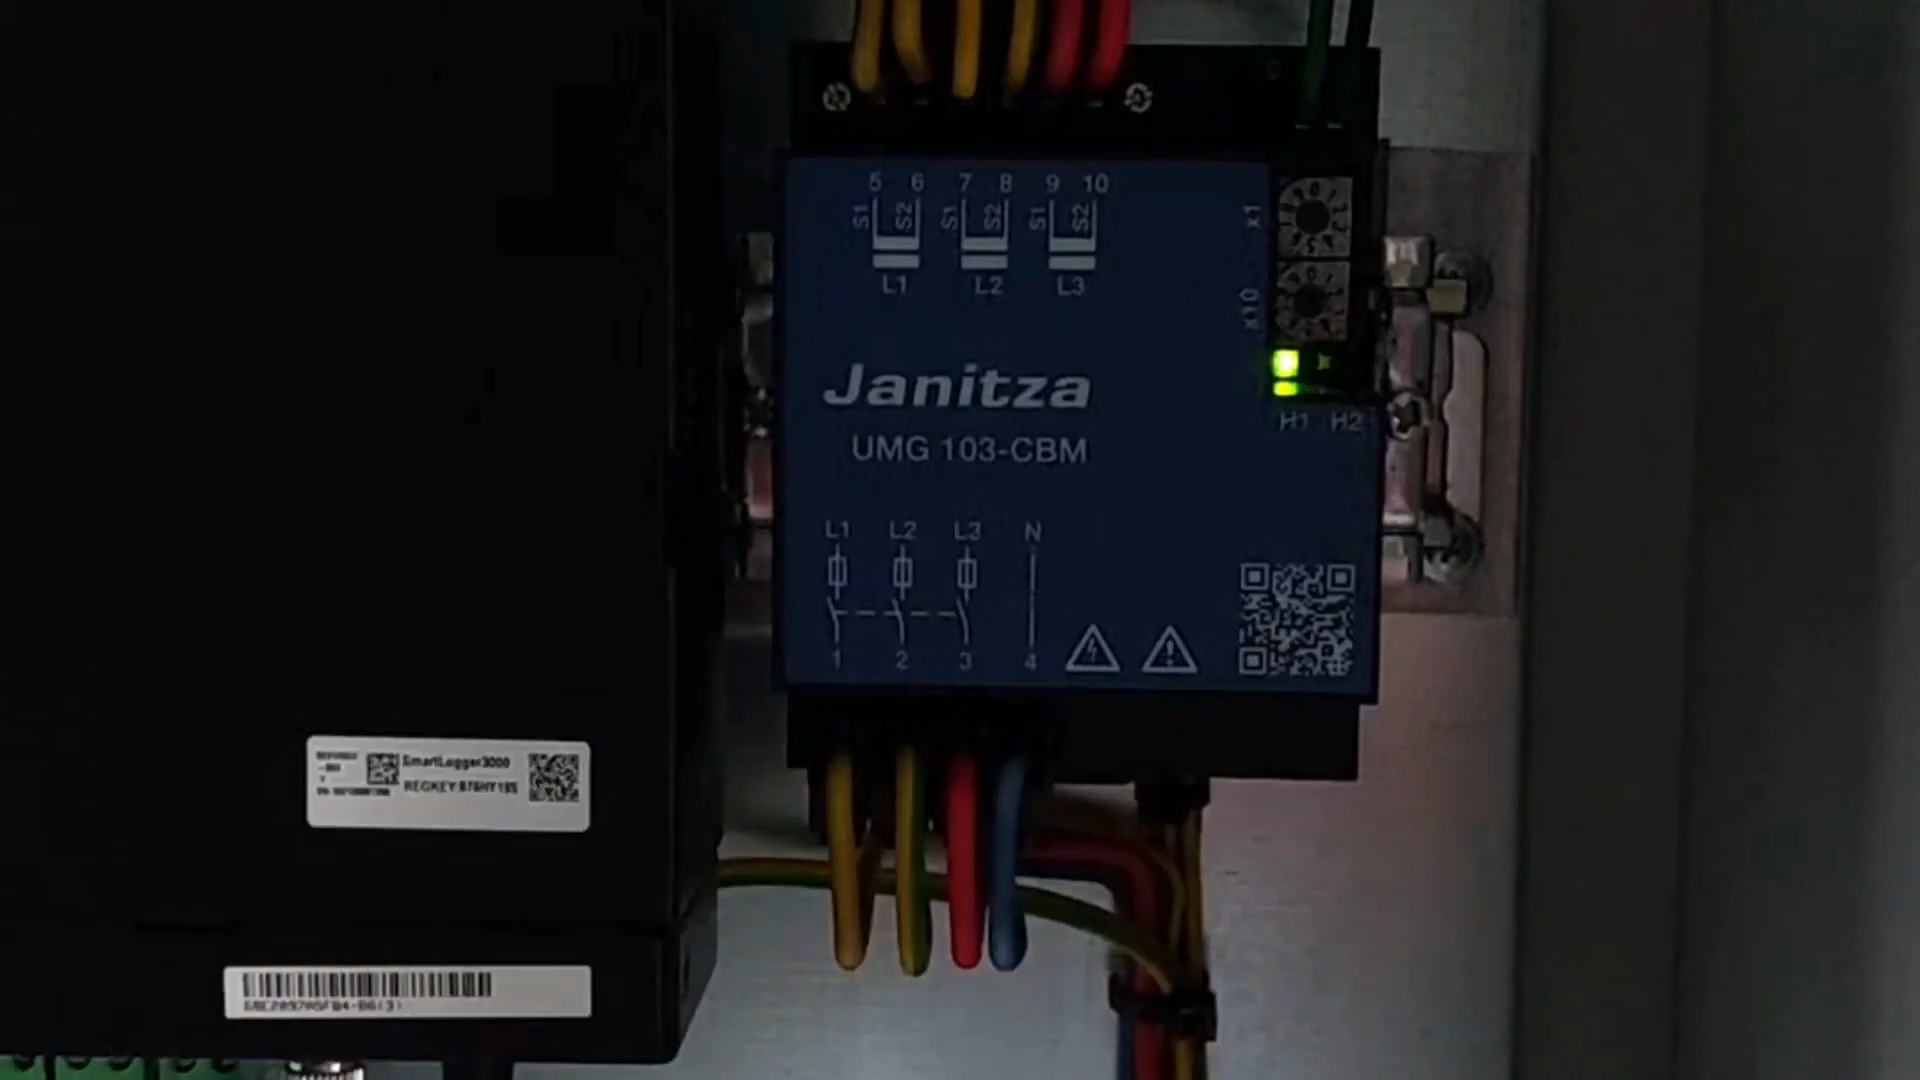 5 6 7 8 9 10
S1 S2 S1 S2 S1 S2
L1 L2 L3
x1
x10
Janitza
UMG 103-CBM
H1 H2
L1 L2 L3 N
1 2 3 4
SmartLogger3000
REGKEY: